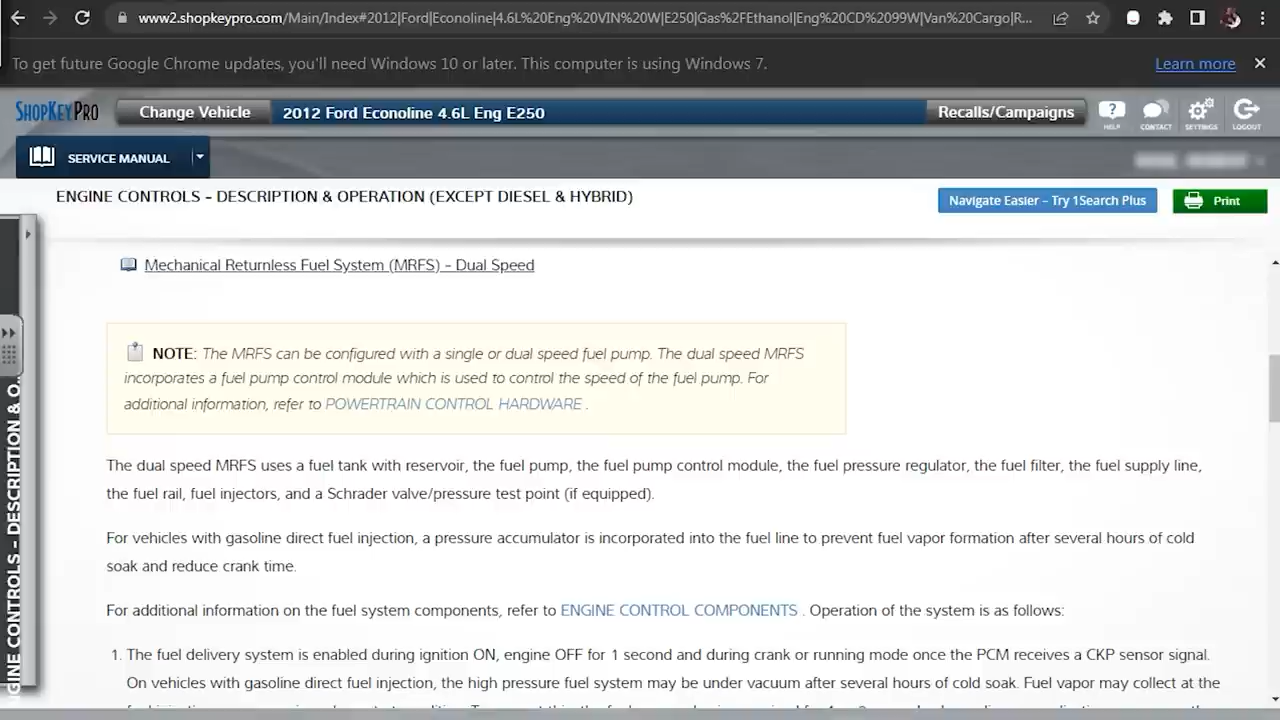 www2.shopkeypro.com/Main/Index#2012|Ford|Econoline|4.6L%20Eng%20VIN%20W|E250|Gas%2FEthanol|Eng%20CD%2099W|Van%20Cargo|R...
To get future Google Chrome updates, you'll need Windows 10 or later. This computer is using Windows 7.
Learn more
SHOPKEYPRO
Change Vehicle
2012 Ford Econoline 4.6L Eng E250
Recalls/Campaigns
HELP
CONTACT
SETTINGS
LOGOUT
SERVICE MANUAL
ENGINE CONTROLS - DESCRIPTION & OPERATION (EXCEPT DIESEL & HYBRID)
Navigate Easier - Try 1Search Plus
Print
Mechanical Returnless Fuel System (MRFS) - Dual Speed
NOTE: The MRFS can be configured with a single or dual speed fuel pump. The dual speed MRFS
incorporates a fuel pump control module which is used to control the speed of the fuel pump. For
additional information, refer to POWERTRAIN CONTROL HARDWARE .
The dual speed MRFS uses a fuel tank with reservoir, the fuel pump, the fuel pump control module, the fuel pressure regulator, the fuel filter, the fuel supply line,
the fuel rail, fuel injectors, and a Schrader valve/pressure test point (if equipped).
For vehicles with gasoline direct fuel injection, a pressure accumulator is incorporated into the fuel line to prevent fuel vapor formation after several hours of cold
soak and reduce crank time.
For additional information on the fuel system components, refer to ENGINE CONTROL COMPONENTS . Operation of the system is as follows:
1. The fuel delivery system is enabled during ignition ON, engine OFF for 1 second and during crank or running mode once the PCM receives a CKP sensor signal.
On vehicles with gasoline direct fuel injection, the high pressure fuel system may be under vacuum after several hours of cold soak. Fuel vapor may collect at the
GINE CONTROLS - DESCRIPTION & O...